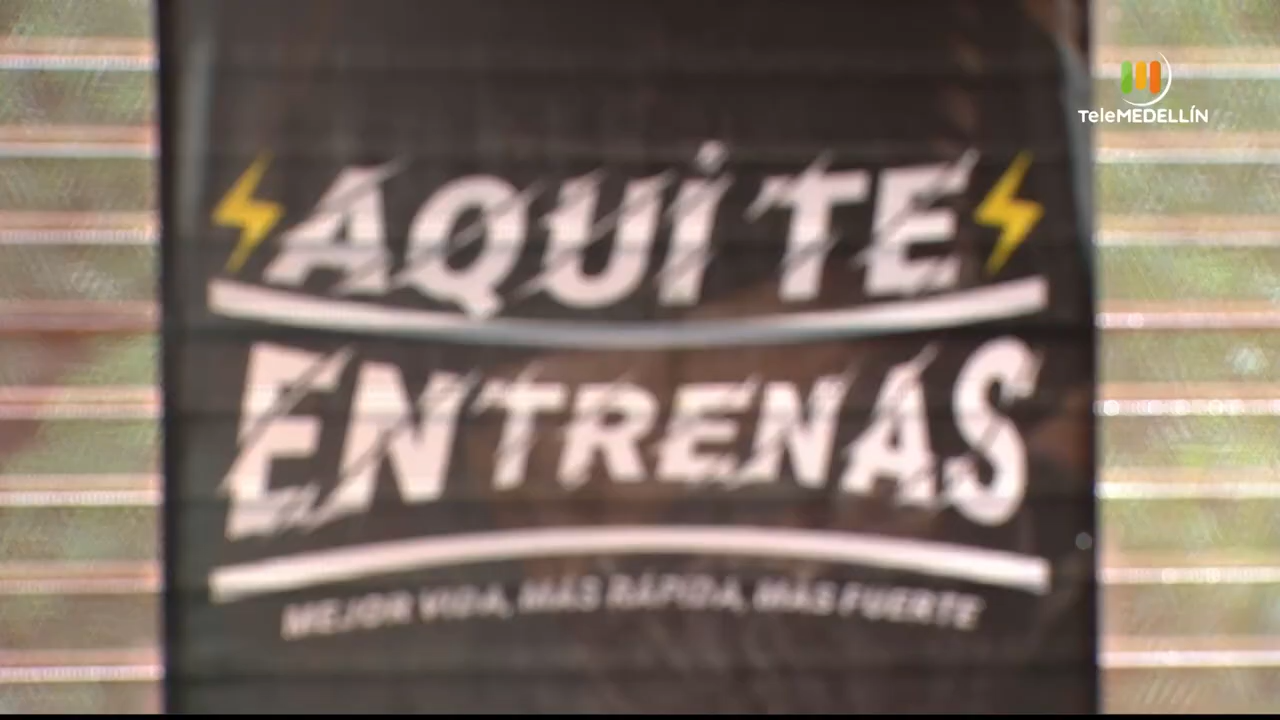 TeleMEDELLÍN
AQUÍ TE
ENTRENAS
MEJOR VIDA, MÁS RÁPIDA, MÁS FUERTE